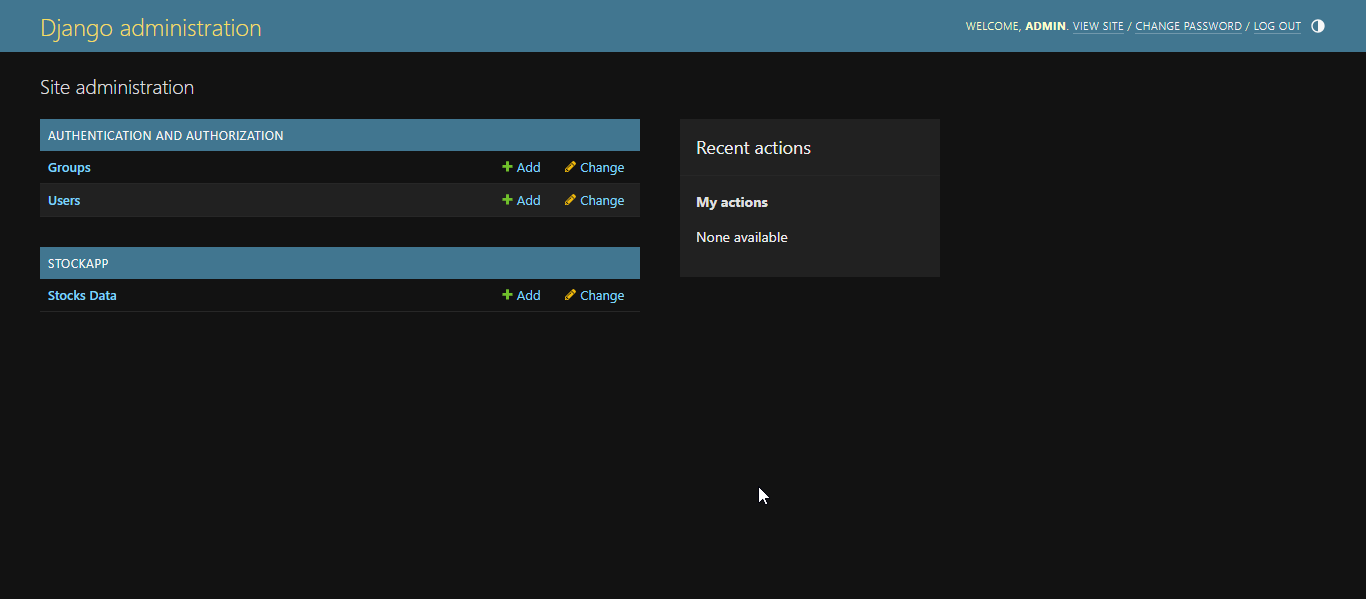 Django administration
WELCOME, ADMIN. VIEW SITE / CHANGE PASSWORD / LOG OUT
Site administration
AUTHENTICATION AND AUTHORIZATION
Groups Add Change
Users Add Change
STOCKAPP
Stocks Data Add Change
Recent actions
My actions
None available